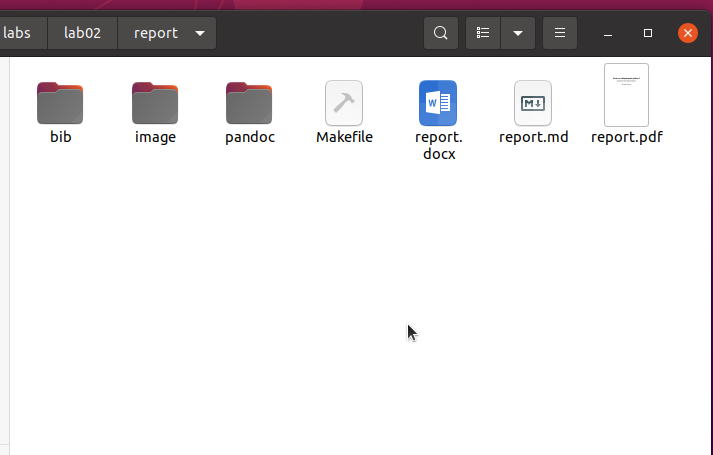 labs lab02 report
bib image pandoc Makefile report. report.md report.pdf
docx